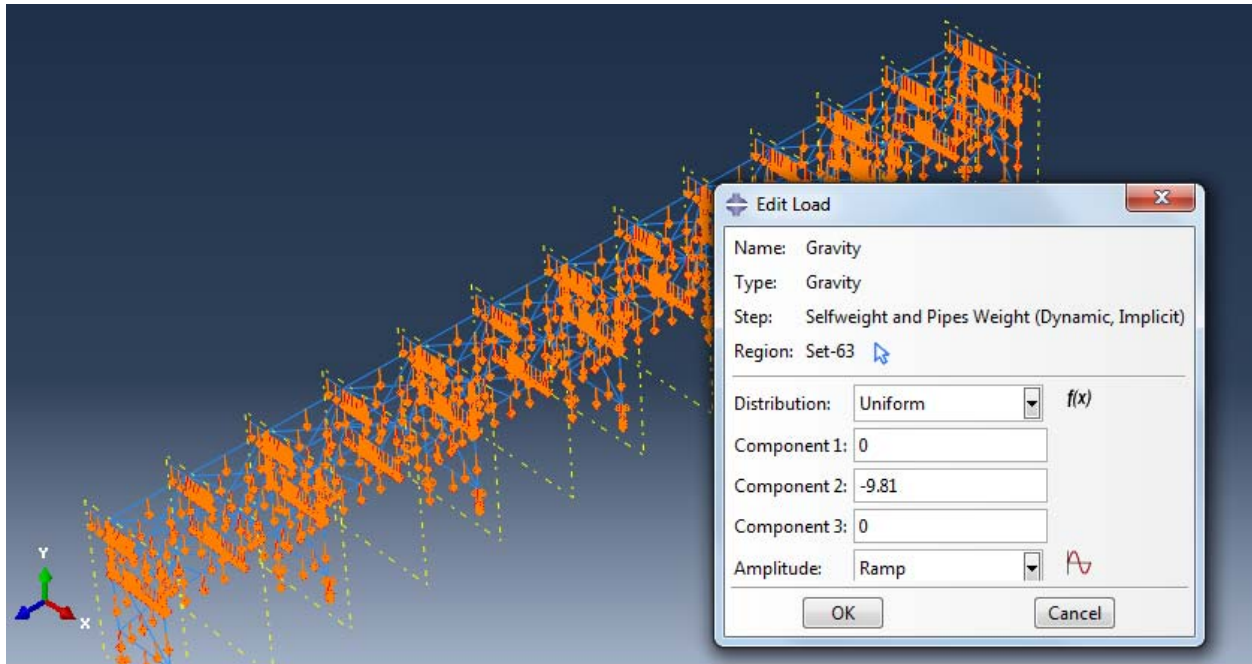 Edit Load
X
Name: Gravity
Type: Gravity
Step: Selfweight and Pipes Weight (Dynamic, Implicit)
Region: Set-63
Distribution: Uniform f(x)
Component 1: 0
Component 2: -9.81
Component 3: 0
Amplitude: Ramp
OK Cancel
Y
X